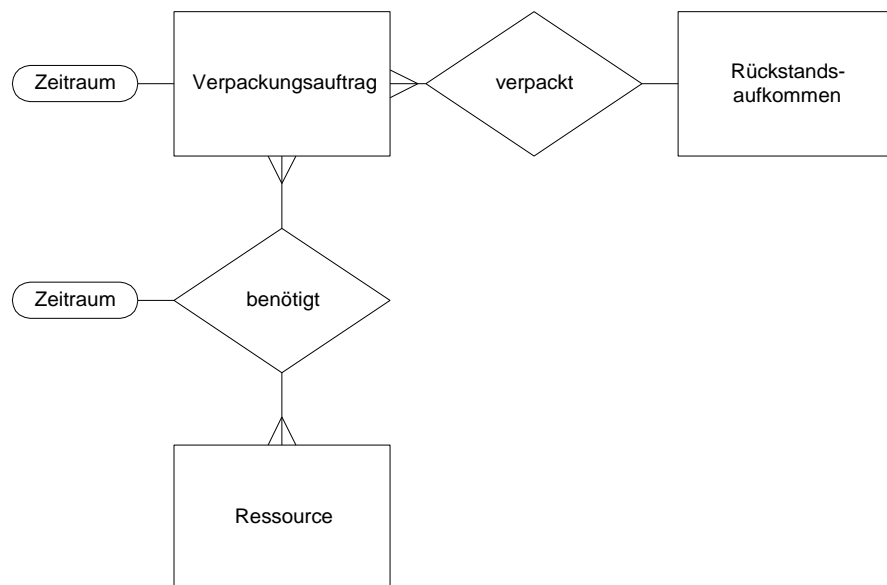 Zeitraum
Verpackungsauftrag
verpackt
Rückstands-
aufkommen
Zeitraum
benötigt
Ressource